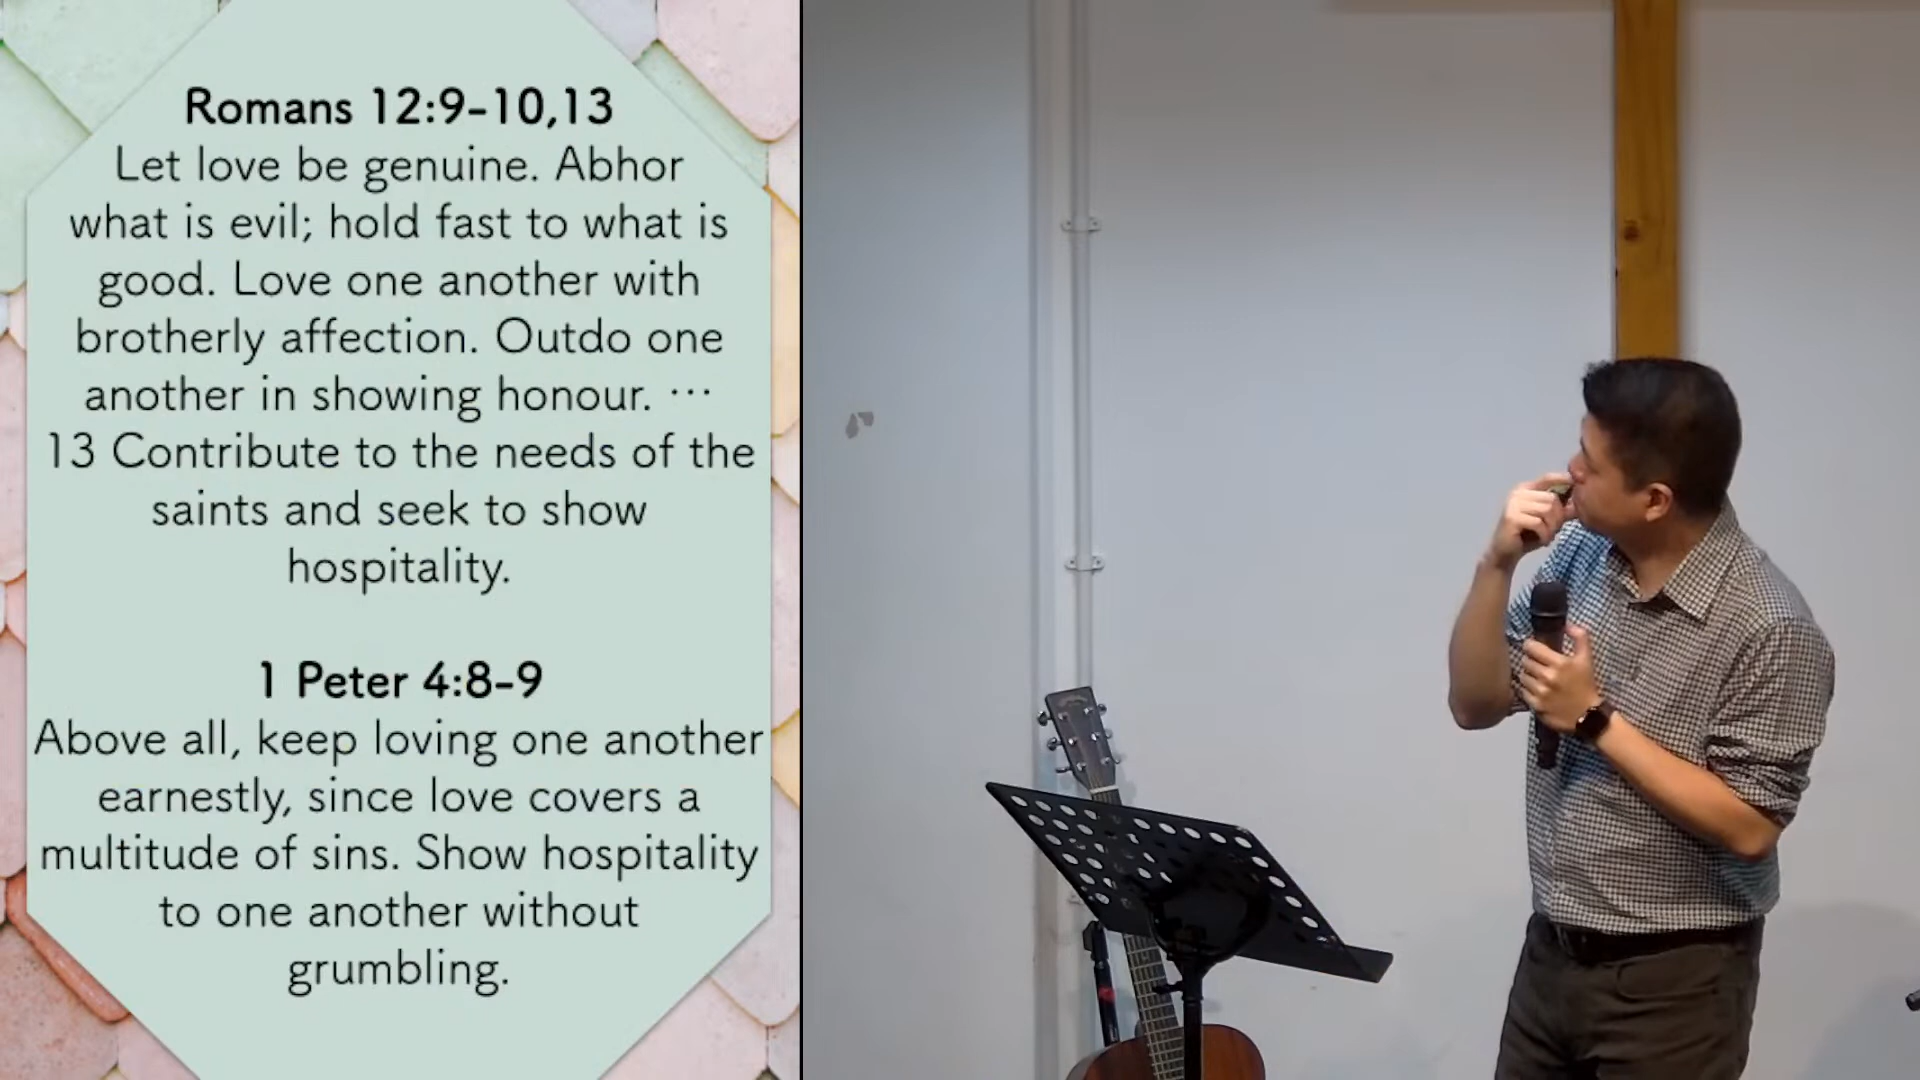 Romans 12:9-10,13
Let love be genuine. Abhor
what is evil; hold fast to what is
good. Love one another with
brotherly affection. Outdo one
another in showing honour. ⋯
13 Contribute to the needs of the
saints and seek to show
hospitality.
1 Peter 4:8-9
Above all, keep loving one another
earnestly, since love covers a
multitude of sins. Show hospitality
to one another without
grumbling.